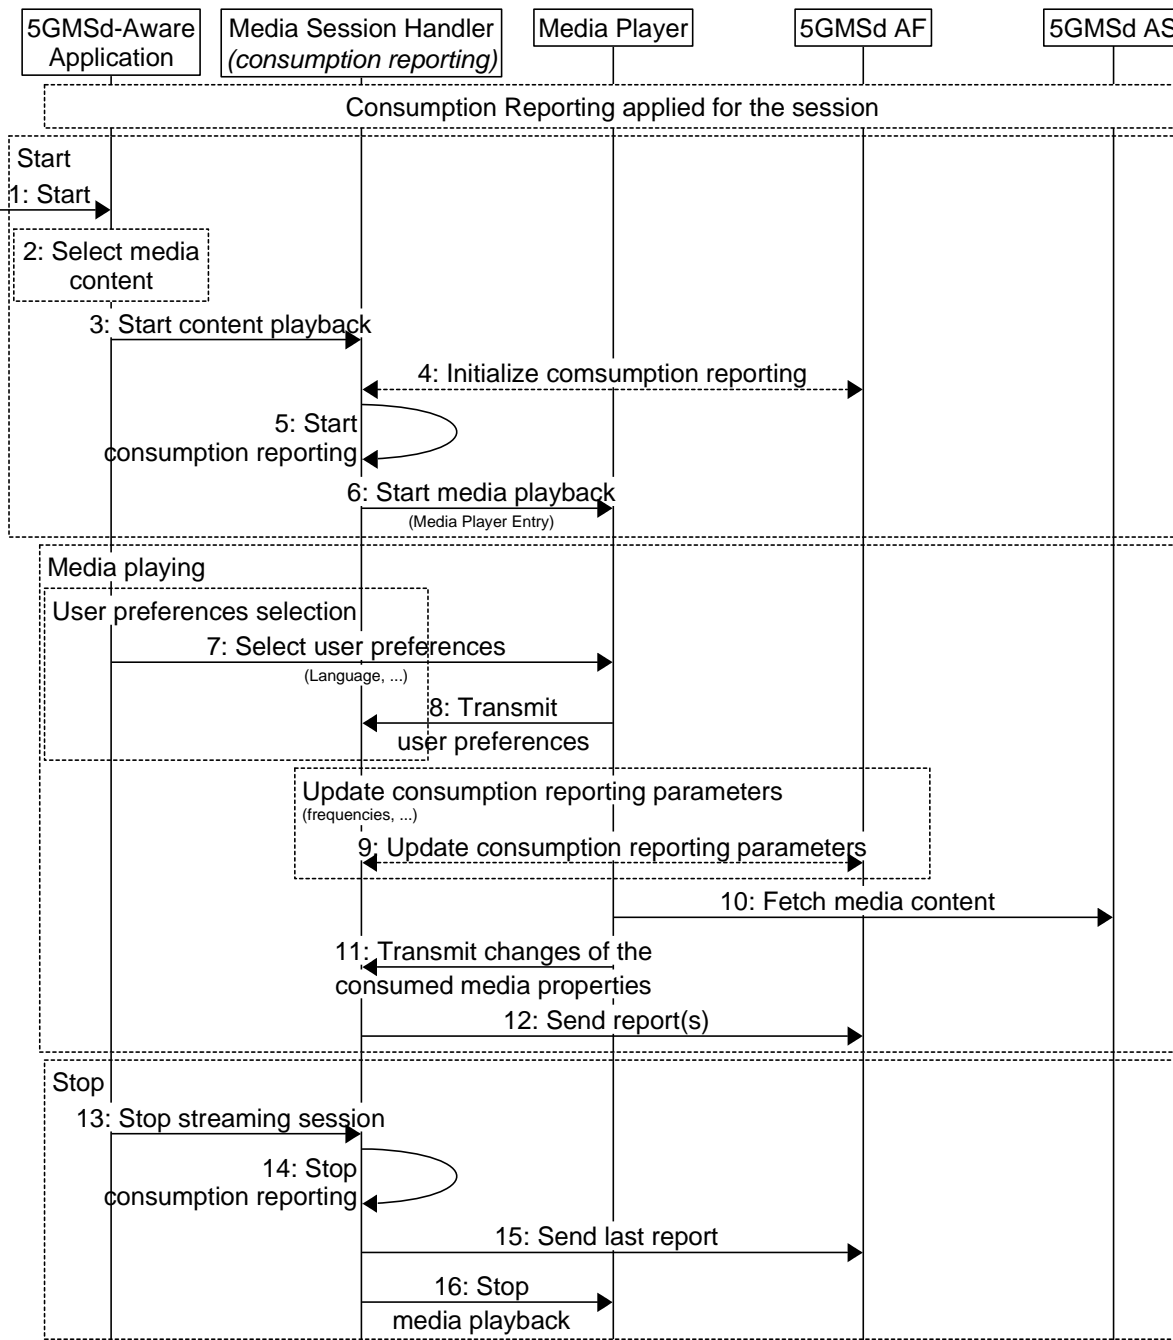 5GMSd-Aware
Application
Media Session Handler
(consumption reporting)
Media Player
5GMSd AF
5GMSd AS
Consumption Reporting applied for the session
Start
1: Start
2: Select media
content
3: Start content playback
4: Initialize comsumption reporting
5: Start
consumption reporting
6: Start media playback
(Media Player Entry)
Media playing
User preferences selection
7: Select user preferences
(Language, ...)
8: Transmit
user preferences
Update consumption reporting parameters
(frequencies, ...)
9: Update consumption reporting parameters
10: Fetch media content
11: Transmit changes of the
consumed media properties
12: Send report(s)
Stop
13: Stop streaming session
14: Stop
consumption reporting
15: Send last report
16: Stop
media playback